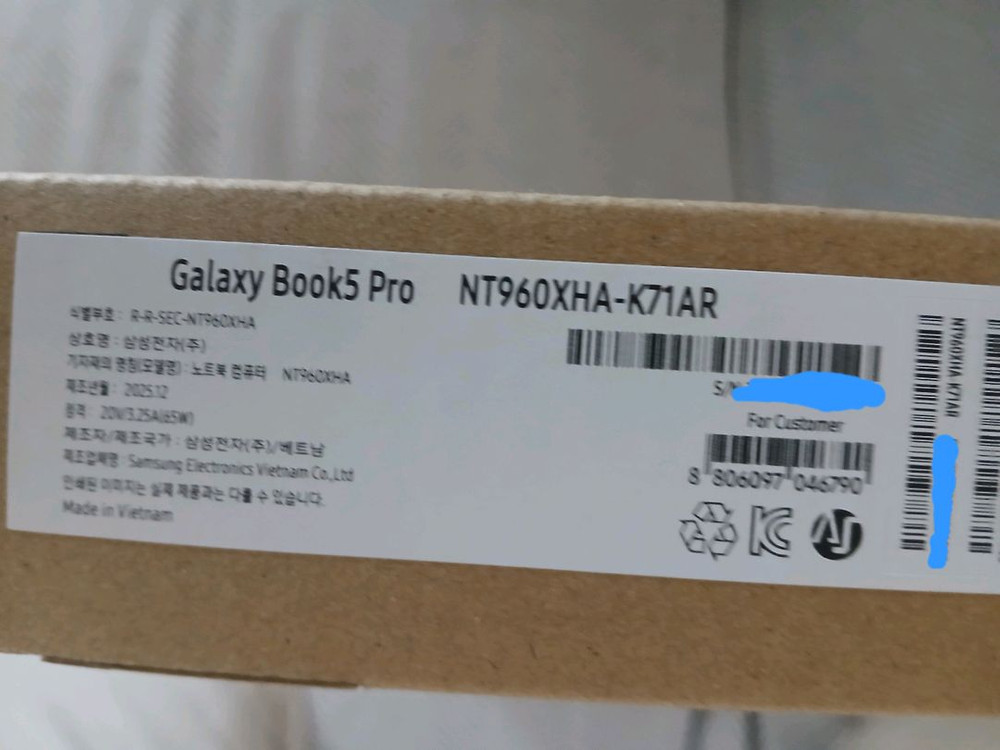 Galaxy Book5 Pro NT960XHA-K71AR
식별부호 : R-R-SEC-NT960XHA
상호명 : 삼성전자(주)
기자재의 명칭(모델명) : 노트북 컴퓨터 NT960XHA
제조년월 : 2025.12
정격 : 20V/3.25A(65W)
제조자/제조국가 : 삼성전자(주)/베트남
제조업체명 : Samsung Electronics Vietnam Co.,Ltd
인쇄된 이미지는 실제 제품과는 다를 수 있습니다.
Made in Vietnam
S/N
For Customer
8 806097 046790
NT960XHA-K71AR